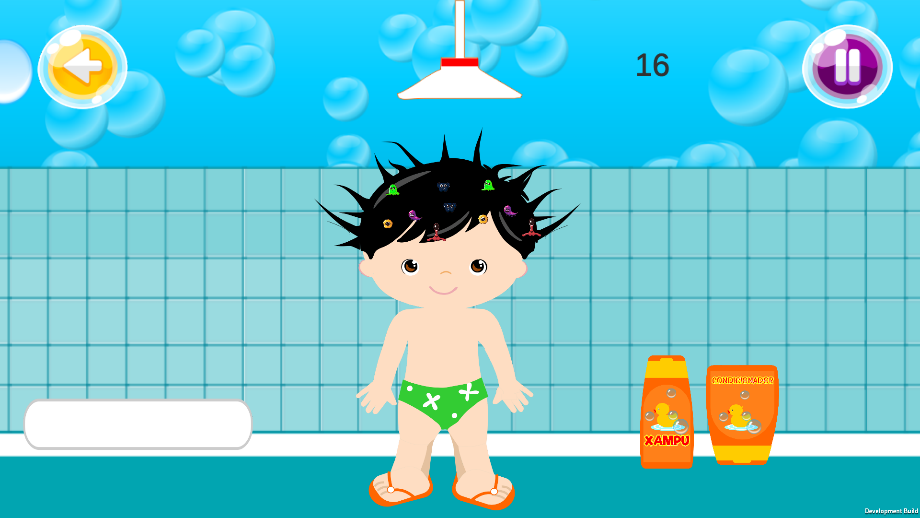 16
CONDICIONADOR
XAMPU
Development Build